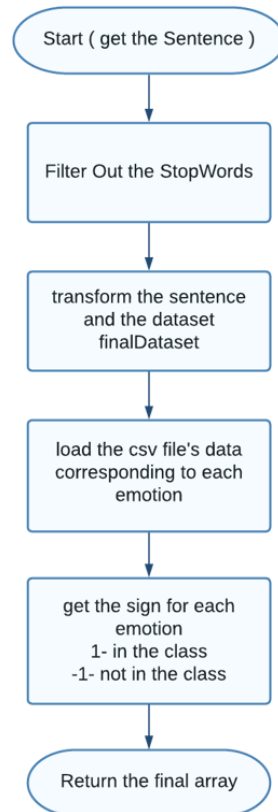 Start ( get the Sentence )
Filter Out the StopWords
transform the sentence
and the dataset
finalDataset
load the csv file's data
corresponding to each
emotion
get the sign for each
emotion
1- in the class
-1- not in the class
Return the final array